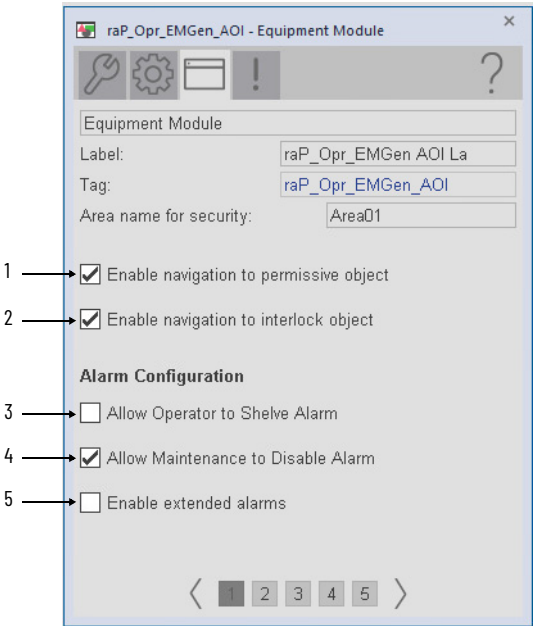 raP_Opr_EMGen_AOI - Equipment Module
Equipment Module
Label: raP_Opr_EMGen AOI La
Tag: raP_Opr_EMGen_AOI
Area name for security: Area01
1 Enable navigation to permissive object
2 Enable navigation to interlock object
Alarm Configuration
3 Allow Operator to Shelve Alarm
4 Allow Maintenance to Disable Alarm
5 Enable extended alarms
1 2 3 4 5